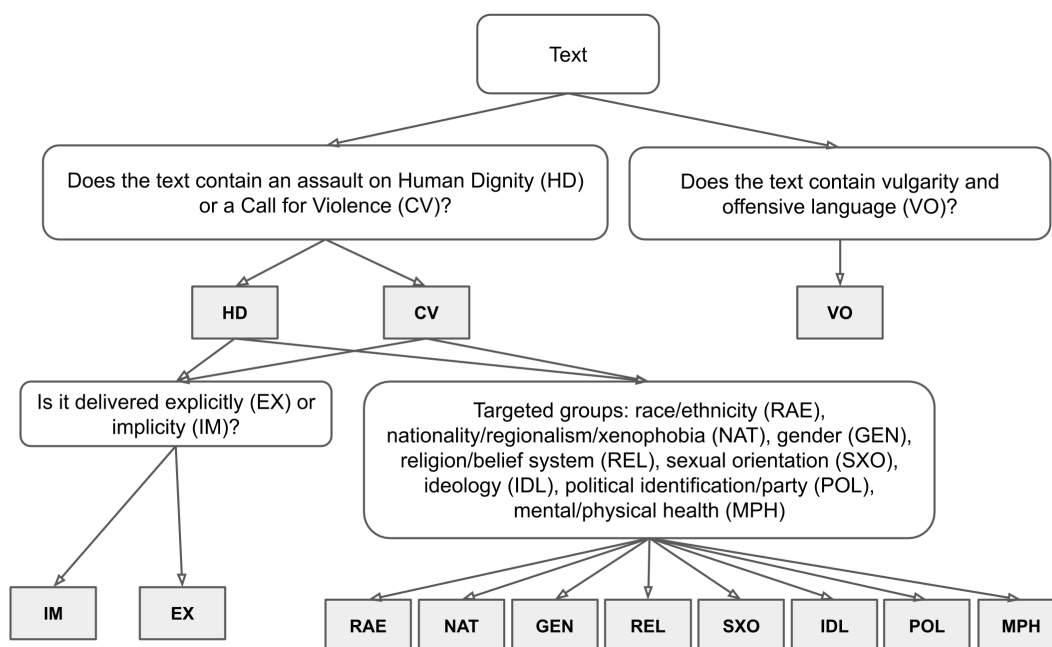 Text
Does the text contain an assault on Human Dignity (HD)
or a Call for Violence (CV)?
Does the text contain vulgarity and
offensive language (VO)?
HD
CV
VO
Is it delivered explicitly (EX) or
implicity (IM)?
Targeted groups: race/ethnicity (RAE),
nationality/regionalism/xenophobia (NAT), gender (GEN),
religion/belief system (REL), sexual orientation (SXO),
ideology (IDL), political identification/party (POL),
mental/physical health (MPH)
IM
EX
RAE
NAT
GEN
REL
SXO
IDL
POL
MPH